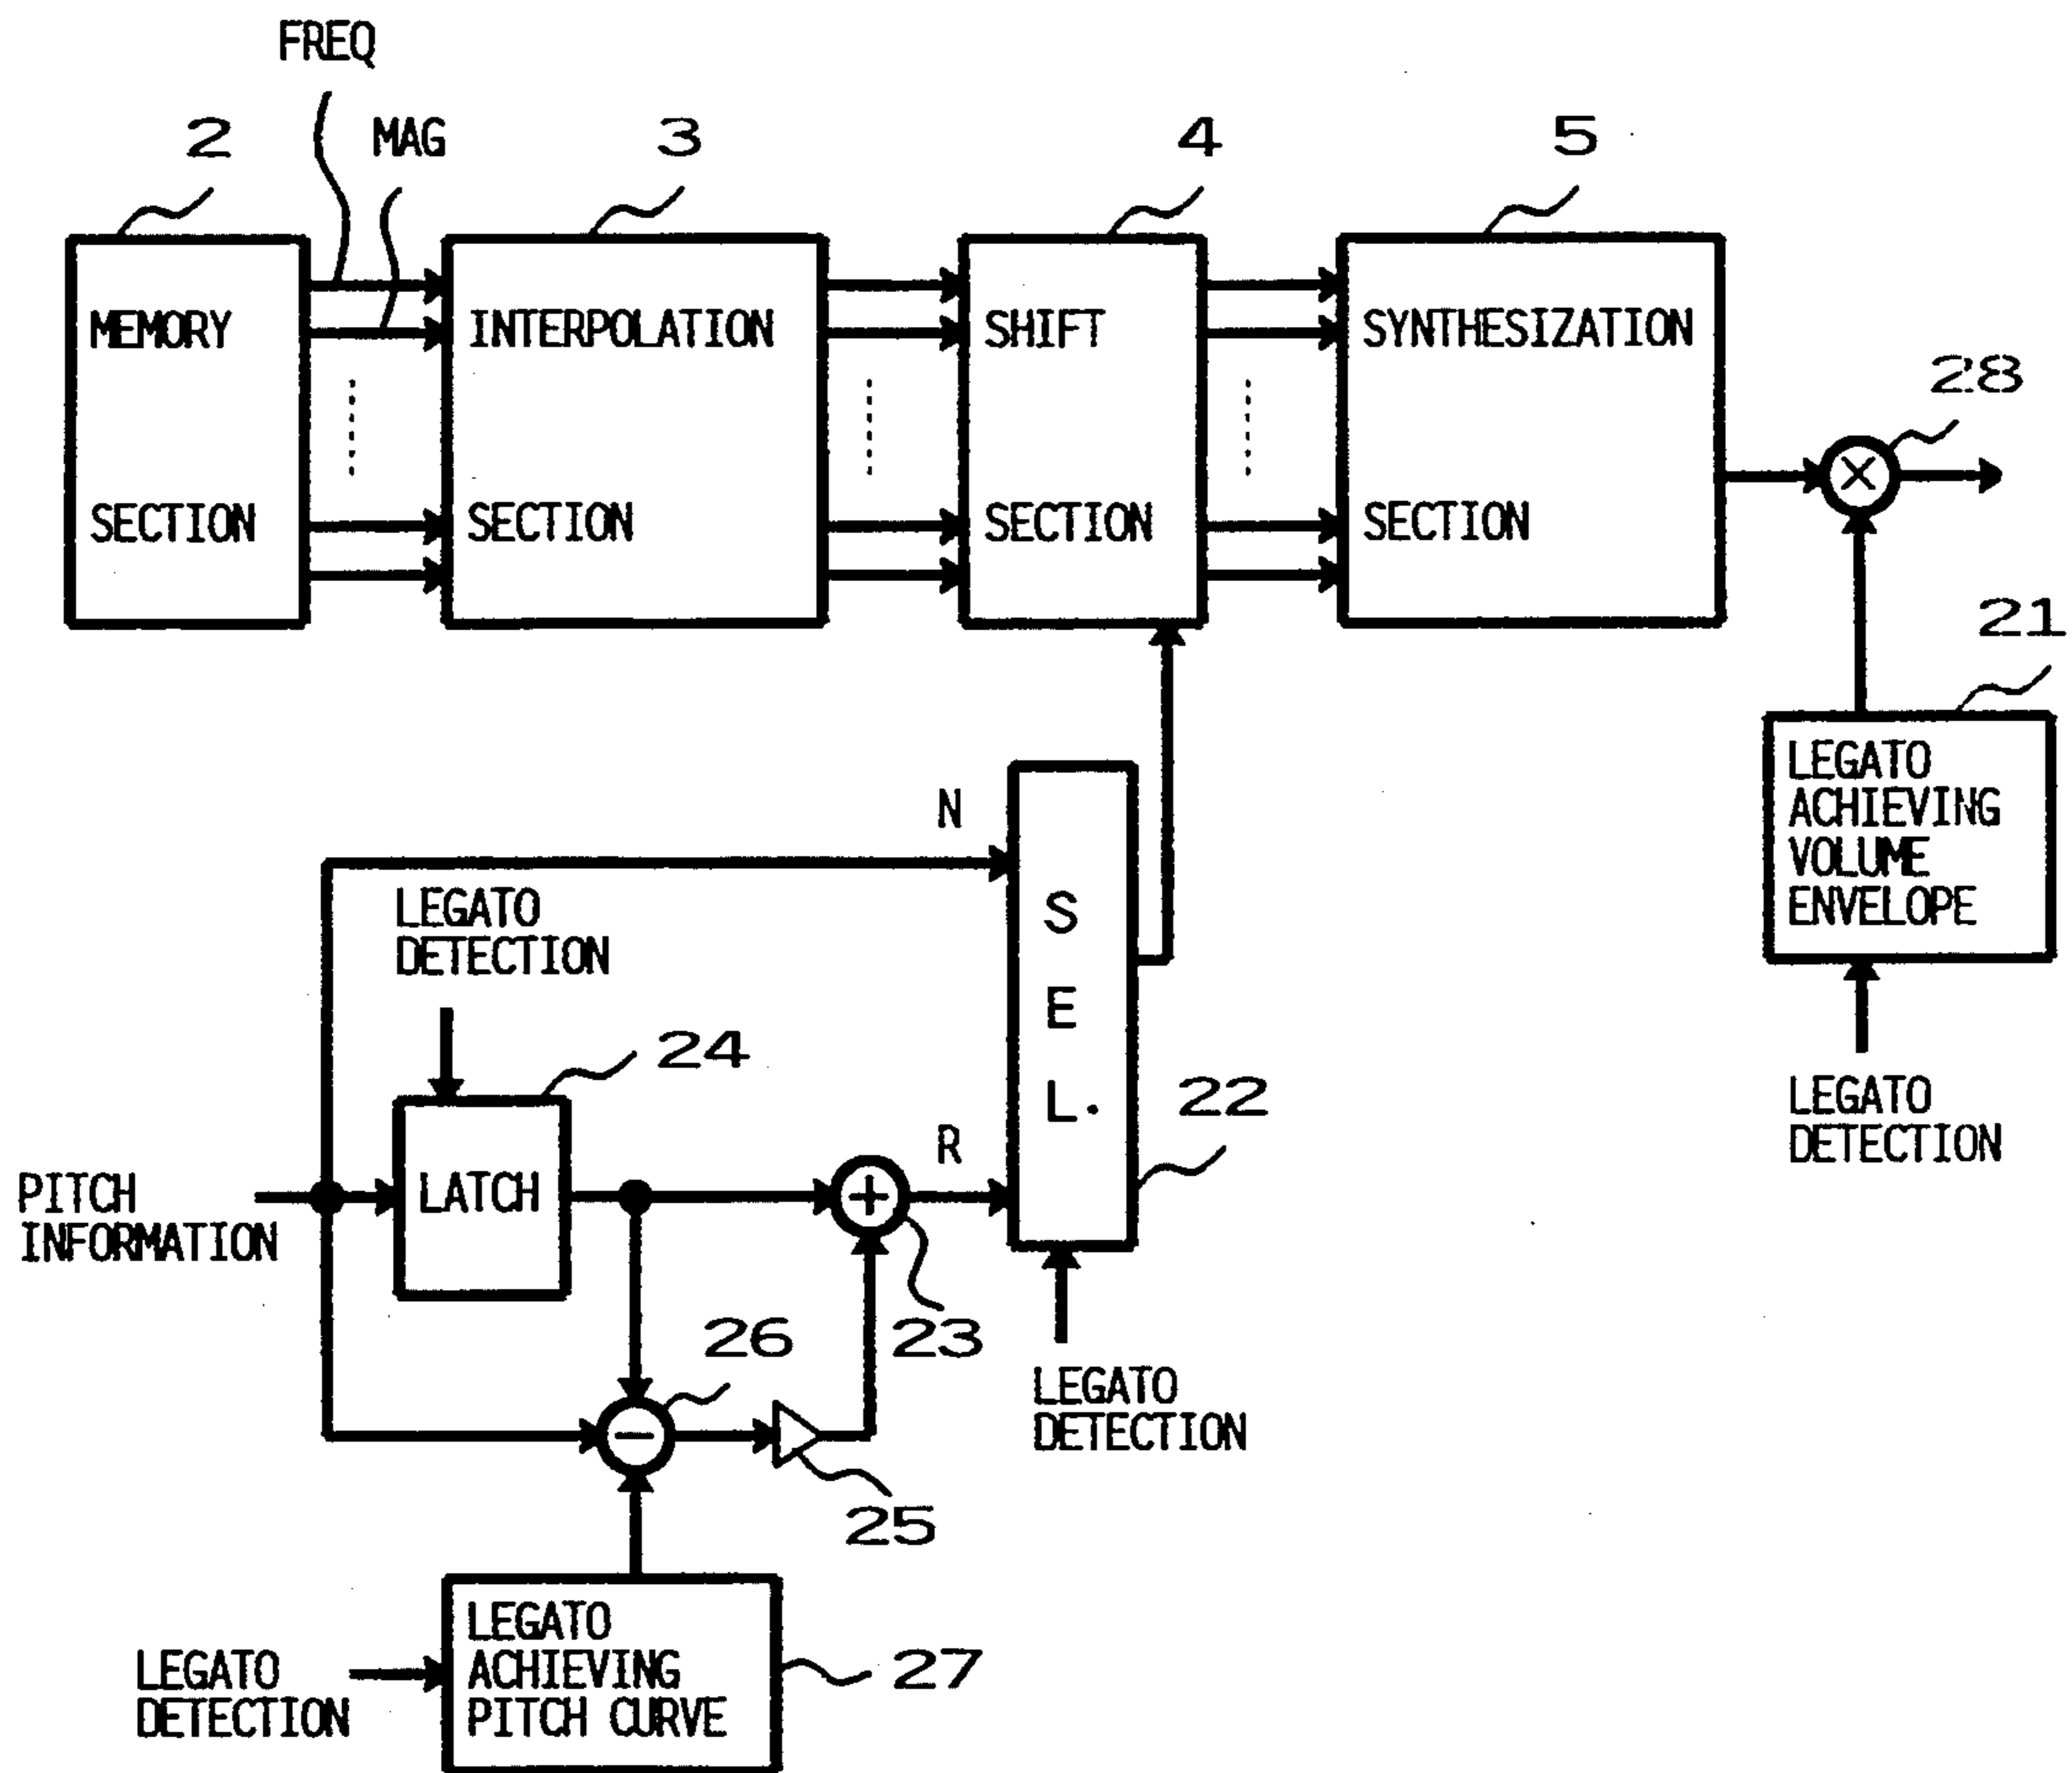 FREQ
2
MAG
3
4
5
MEMORY
SECTION
INTERPOLATION
SECTION
SHIFT
SECTION
SYNTHESIZATION
SECTION
28
×
21
LEGATO
ACHIEVING
VOLUME
ENVELOPE
LEGATO
DETECTION
N
S
E
L.
LEGATO
DETECTION
24
22
R
PITCH
INFORMATION
LATCH
+
26
23
LEGATO
DETECTION
−
25
LEGATO
DETECTION
LEGATO
ACHIEVING
PITCH CURVE
27